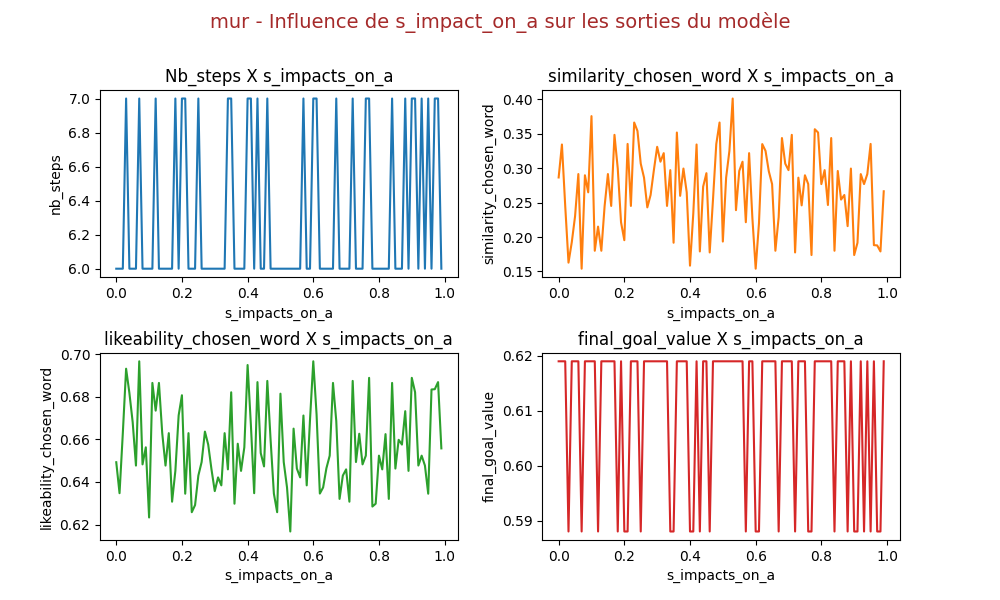 mur - Influence de s_impact_on_a sur les sorties du modèle
Nb_steps X s_impacts_on_a
nb_steps
7.0
6.8
6.6
6.4
6.2
6.0
0.0 0.2 0.4 0.6 0.8 1.0
s_impacts_on_a
similarity_chosen_word X s_impacts_on_a
similarity_chosen_word
0.40
0.35
0.30
0.25
0.20
0.15
0.0 0.2 0.4 0.6 0.8 1.0
s_impacts_on_a
likeability_chosen_word X s_impacts_on_a
likeability_chosen_word
0.70
0.68
0.66
0.64
0.62
0.0 0.2 0.4 0.6 0.8 1.0
s_impacts_on_a
final_goal_value X s_impacts_on_a
final_goal_value
0.62
0.61
0.60
0.59
0.0 0.2 0.4 0.6 0.8 1.0
s_impacts_on_a